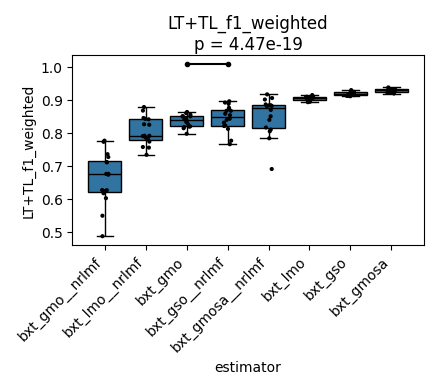 LT+TL_f1_weighted
p = 4.47e-19
LT+TL_f1_weighted
1.0
0.9
0.8
0.7
0.6
0.5
bxt_gmo__nrlmf
bxt_lmo__nrlmf
bxt_gmo
bxt_gso__nrlmf
bxt_gmosa__nrlmf
bxt_lmo
bxt_gso
bxt_gmosa
estimator